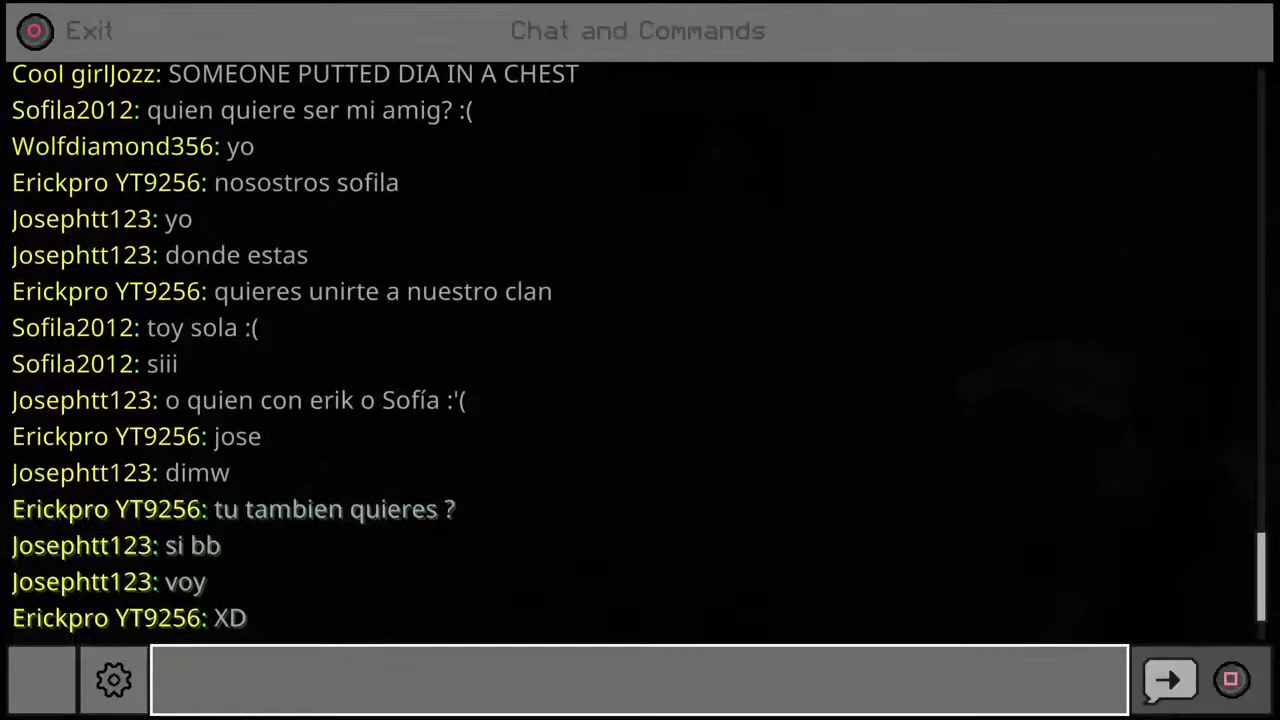 Exit
Chat and Commands
Cool girlJozz: SOMEONE PUTTED DIA IN A CHEST
Sofila2012: quien quiere ser mi amig? :(
Wolfdiamond356: yo
Erickpro YT9256: nosostros sofila
Josephtt123: yo
Josephtt123: donde estas
Erickpro YT9256: quieres unirte a nuestro clan
Sofila2012: toy sola :(
Sofila2012: siii
Josephtt123: o quien con erik o Sofía :'(
Erickpro YT9256: jose
Josephtt123: dimw
Erickpro YT9256: tu tambien quieres ?
Josephtt123: si bb
Josephtt123: voy
Erickpro YT9256: XD